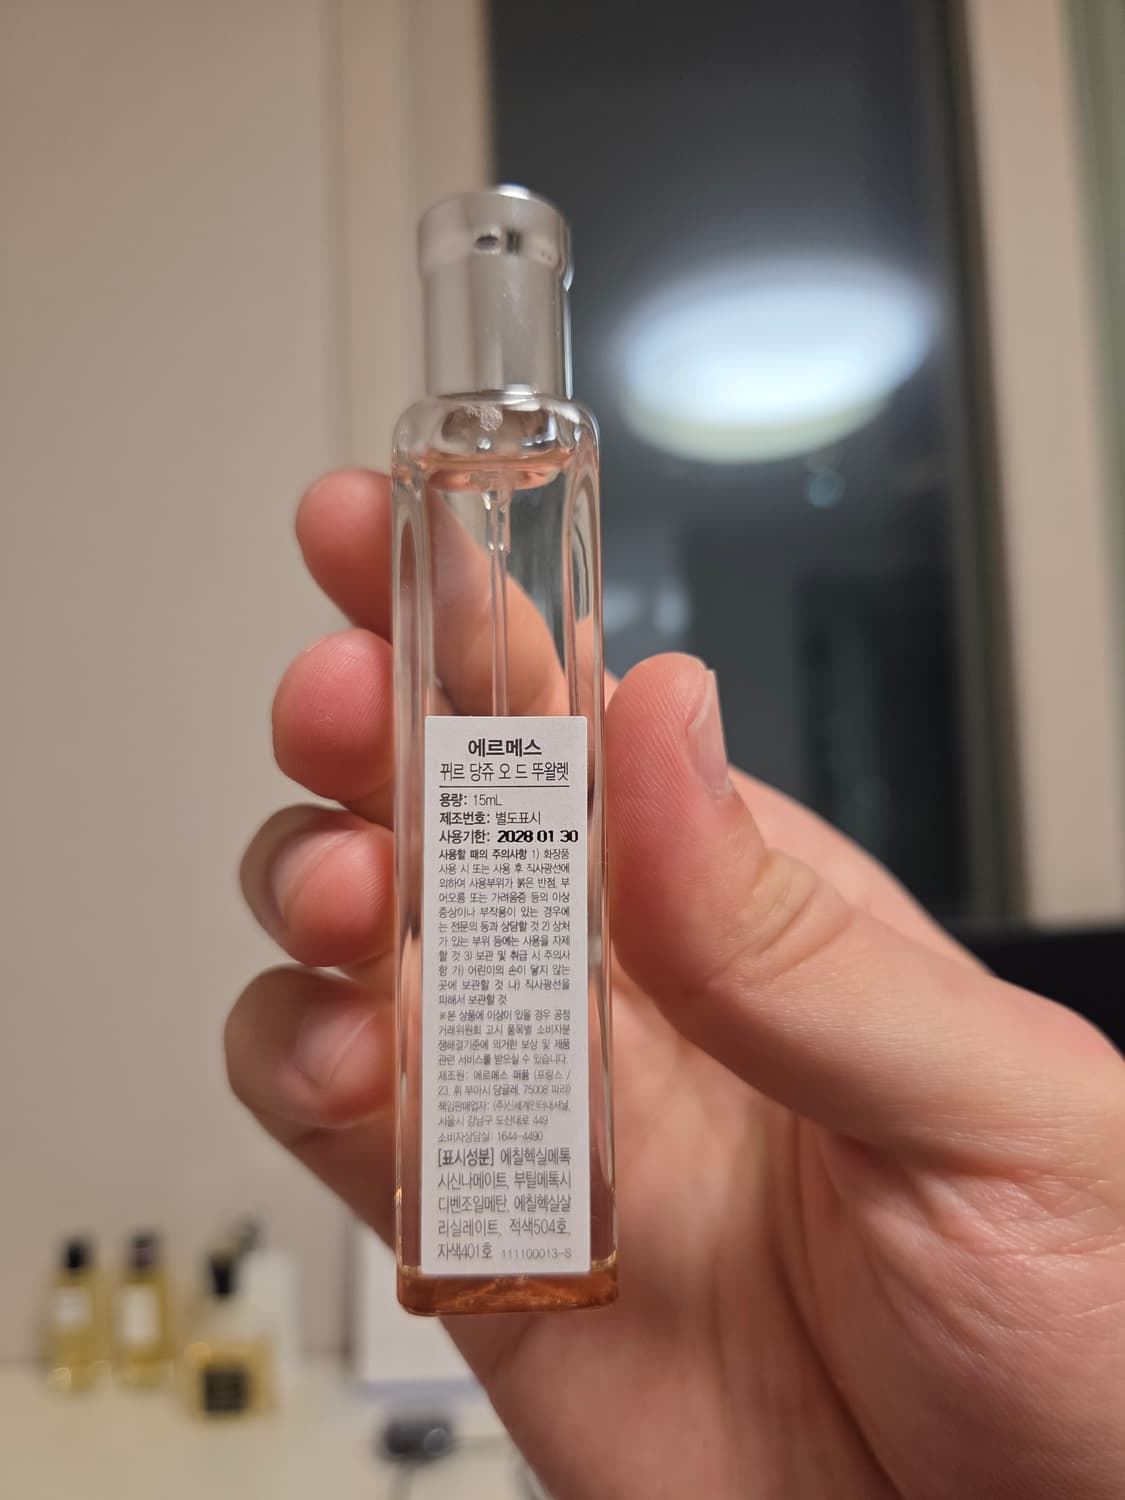 에르메스
뀌르 당쥬 오 드 뚜왈렛
용량: 15mL
제조번호: 별도표시
사용기한: 2028 01 30
사용할 때의 주의사항 1) 화장품
사용 시 또는 사용 후 직사광선에
의하여 사용부위가 붉은 반점, 부
어오름 또는 가려움증 등의 이상
증상이나 부작용이 있는 경우에
는 전문의 등과 상담할 것 2) 상처
가 있는 부위 등에는 사용을 자제
할 것 3) 보관 및 취급 시 주의사
항 가) 어린이의 손이 닿지 않는
곳에 보관할 것 나) 직사광선을
피해서 보관할 것
※본 상품에 이상이 있을 경우 공정
거래위원회 고시 품목별 소비자분
쟁해결기준에 의거한 보상 및 제품
관련 서비스를 받으실 수 있습니다.
제조원: 에르메스 퍼퓸 (프랑스 /
23, 뤼 부아시 당글레, 75008 파리)
책임판매업자: (주)신세계인터내셔날,
서울시 강남구 도산대로 449
소비자상담실: 1644-4490
[표시성분] 에칠헥실메톡
시신나메이트, 부틸메톡시
디벤조일메탄, 에칠헥실살
리실레이트, 적색504호,
자색401호 111100013-S